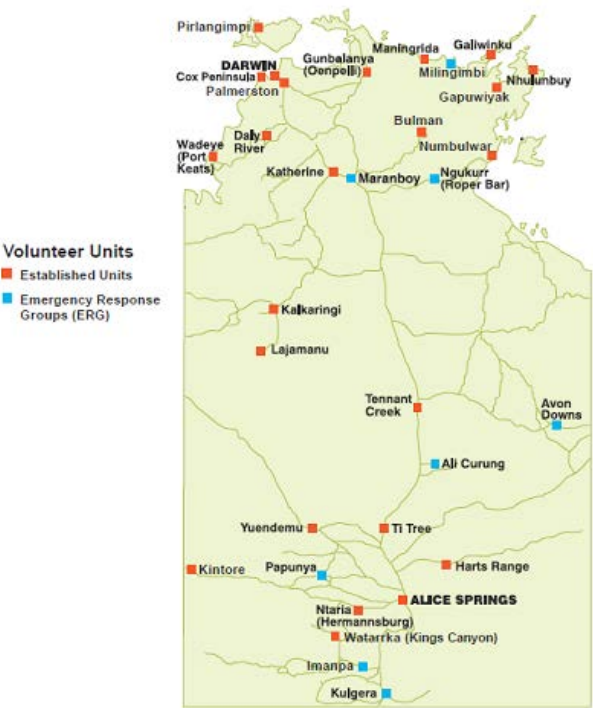 Pirlangimpi
DARWIN
Cox Peninsula
Palmerston
Gunbalanya
(Oenpelli)
Maningrida
Galiwinku
Milingimbi
Nhulunbuy
Gapuwiyak
Bulman
Numbulwar
Daly
River
Wadeye
(Port
Keats)
Katherine
Maranboy
Ngukurr
(Roper Bar)
Volunteer Units
Established Units
Emergency Response
Groups (ERG)
Kalkaringi
Lajamanu
Tennant
Creek
Avon
Downs
Ali Curung
Yuendemu
Ti Tree
Kintore
Papunya
Harts Range
ALICE SPRINGS
Ntaria
(Hermannsburg)
Watarrka (Kings Canyon)
Imanpa
Kulgera